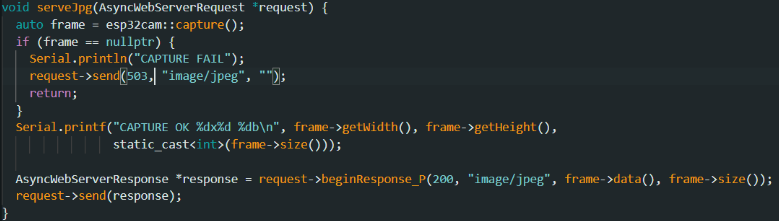 void serveJpg(AsyncWebServerRequest *request) {
  auto frame = esp32cam::capture();
  if (frame == nullptr) {
    Serial.println("CAPTURE FAIL");
    request->send(503, "image/jpeg", "");
    return;
  }
  Serial.printf("CAPTURE OK %dx%d %db\n", frame->getWidth(), frame->getHeight(),
                static_cast<int>(frame->size()));

  AsyncWebServerResponse *response = request->beginResponse_P(200, "image/jpeg", frame->data(), frame->size());
  request->send(response);
}